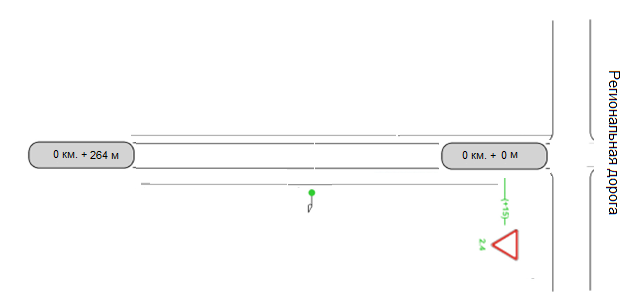 0 км. + 264 м
0 км. + 0 м
Региональная дорога
(+15)
2.4